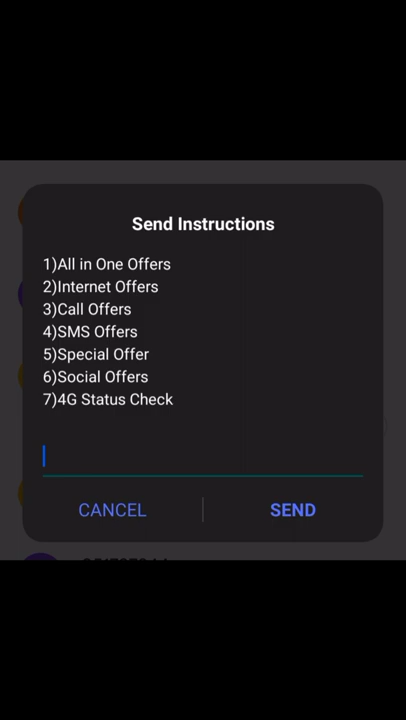 Send Instructions
1)All in One Offers
2)Internet Offers
3)Call Offers
4)SMS Offers
5)Special Offer
6)Social Offers
7)4G Status Check
CANCEL
SEND